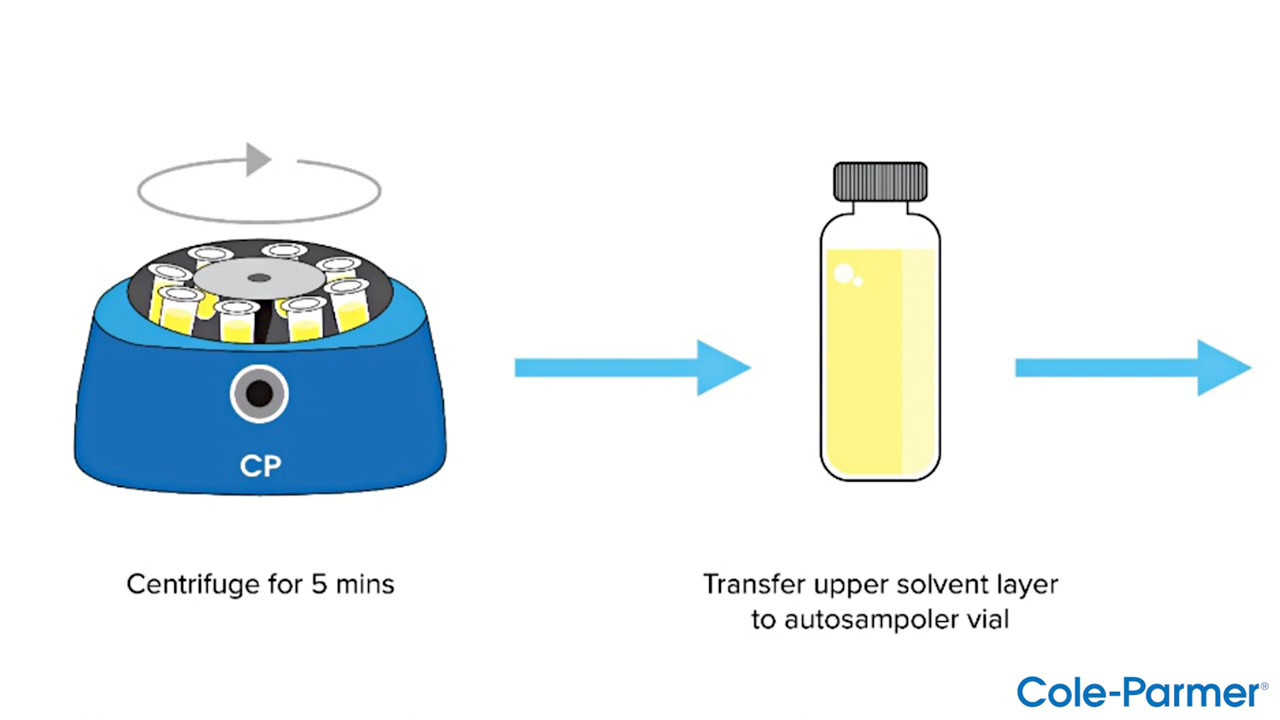 CP
Centrifuge for 5 mins
Transfer upper solvent layer
to autosampoler vial
Cole-Parmer®